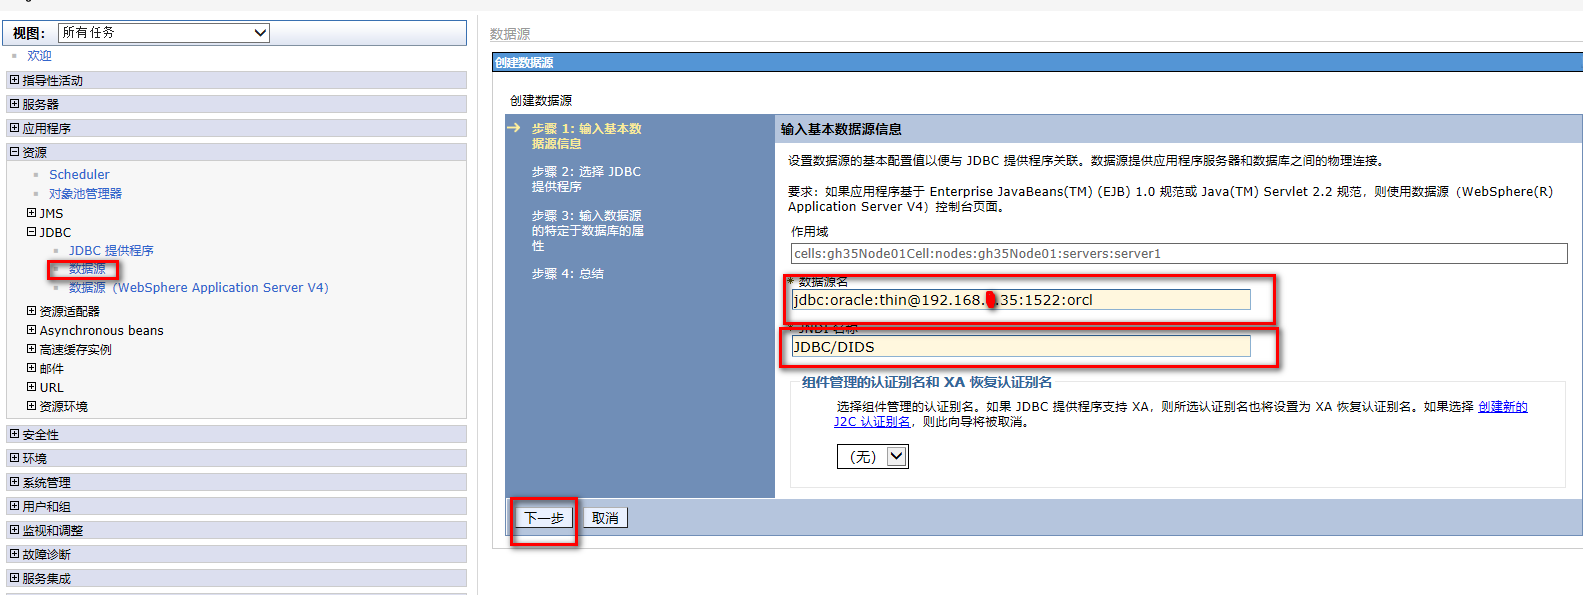 视图：
所有任务
欢迎
指导性活动
服务器
应用程序
资源
Scheduler
对象池管理器
JMS
JDBC
JDBC 提供程序
数据源
数据源（WebSphere Application Server V4）
资源适配器
Asynchronous beans
高速缓存实例
邮件
URL
资源环境
安全性
环境
系统管理
用户和组
监视和调整
故障诊断
服务集成
数据源
创建数据源
创建数据源
步骤 1: 输入基本数
据源信息
步骤 2: 选择 JDBC
提供程序
步骤 3: 输入数据源
的特定于数据库的属
性
步骤 4: 总结
输入基本数据源信息
设置数据源的基本配置值以便与 JDBC 提供程序关联。数据源提供应用程序服务器和数据库之间的物理连接。
要求：如果应用程序基于 Enterprise JavaBeans(TM) (EJB) 1.0 规范或 Java(TM) Servlet 2.2 规范，则使用数据源（WebSphere(R)
Application Server V4）控制台页面。
作用域
cells:gh35Node01Cell:nodes:gh35Node01:servers:server1
* 数据源名
jdbc:oracle:thin@192.168. .35:1522:orcl
* JNDI 名称
JDBC/DIDS
组件管理的认证别名和 XA 恢复认证别名
选择组件管理的认证别名。如果 JDBC 提供程序支持 XA，则所选认证别名也将设置为 XA 恢复认证别名。如果选择 创建新的
J2C 认证别名，则此向导将被取消。
（无）
下一步
取消